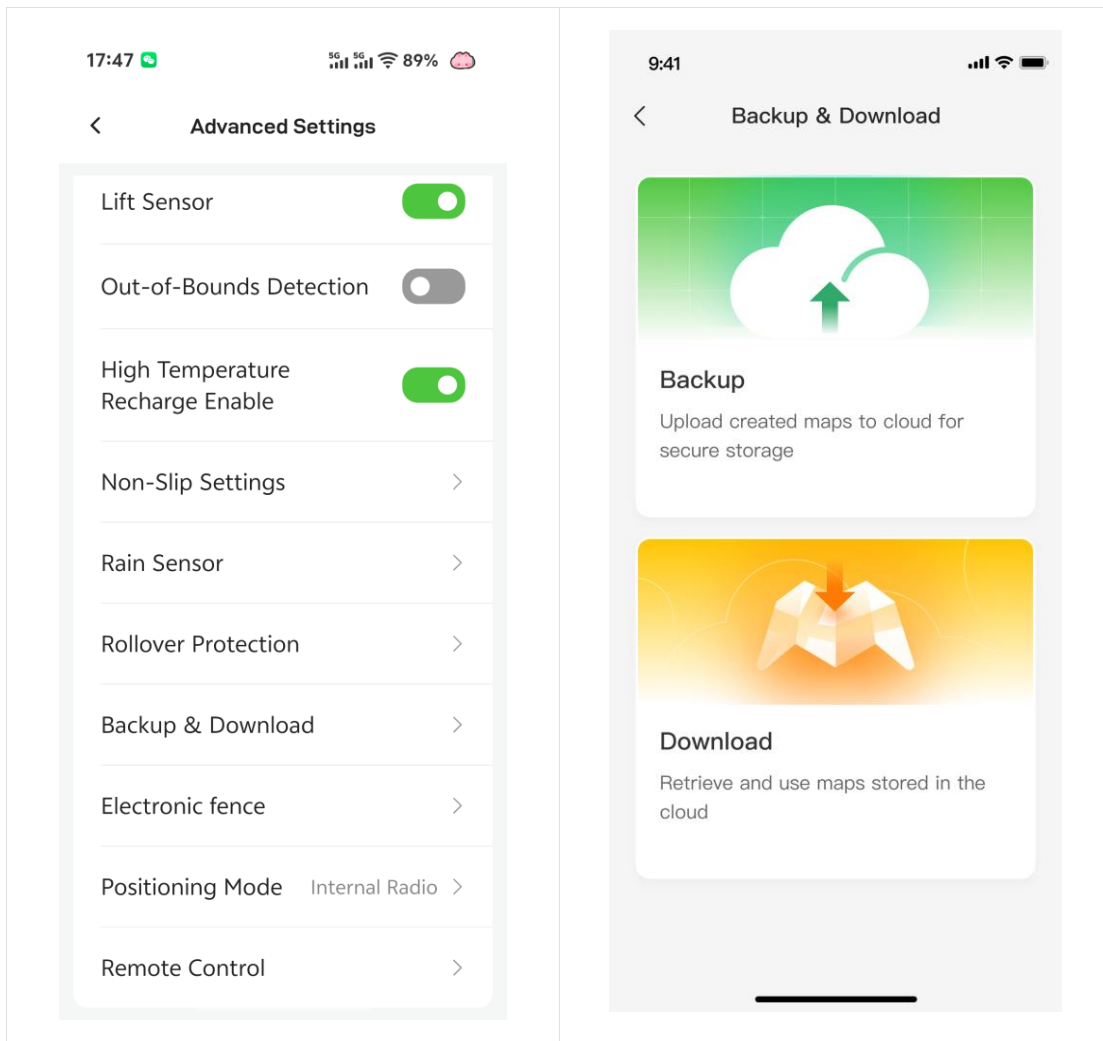 17:47
5G 5G 89%
Advanced Settings
Lift Sensor
Out-of-Bounds Detection
High Temperature
Recharge Enable
Non-Slip Settings
Rain Sensor
Rollover Protection
Backup & Download
Electronic fence
Positioning Mode Internal Radio
Remote Control
9:41
Backup & Download
Backup
Upload created maps to cloud for
secure storage
Download
Retrieve and use maps stored in the
cloud